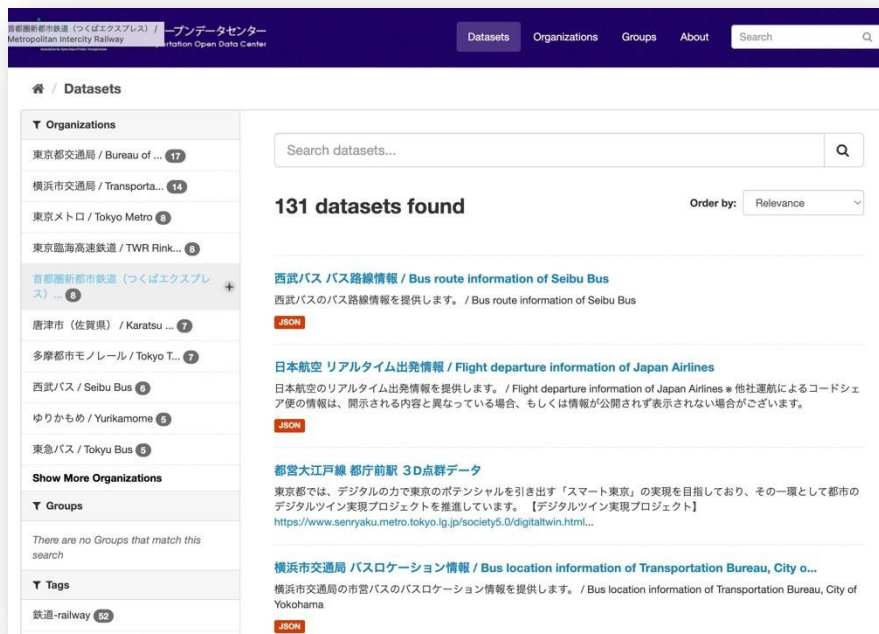 首都圏新都市鉄道（つくばエクスプレス） /
Metropolitan Intercity Railway
ープンデータセンター
rtation Open Data Center
Datasets
Organizations
Groups
About
Search
/ Datasets
Organizations
東京都交通局 / Bureau of ... 17
横浜市交通局 / Transporta... 14
東京メトロ / Tokyo Metro 8
東京臨海高速鉄道 / TWR Rink... 8
首都圏新都市鉄道（つくばエクスプレ
ス）... 8
唐津市（佐賀県） / Karatsu ... 7
多摩都市モノレール / Tokyo T... 7
西武バス / Seibu Bus 6
ゆりかもめ / Yurikamome 5
東急バス / Tokyu Bus 5
Show More Organizations
Groups
There are no Groups that match this
search
Tags
鉄道-railway 52
Search datasets...
131 datasets found
Order by:
Relevance
西武バス バス路線情報 / Bus route information of Seibu Bus
西武バスのバス路線情報を提供します。 / Bus route information of Seibu Bus
JSON
日本航空 リアルタイム出発情報 / Flight departure information of Japan Airlines
日本航空のリアルタイム出発情報を提供します。 / Flight departure information of Japan Airlines ※ 他社運航によるコードシェ
ア便の情報は、開示される内容と異なっている場合、もしくは情報が公開されず表示されない場合がございます。
JSON
都営大江戸線 都庁前駅 ３D点群データ
東京都では、デジタルの力で東京のポテンシャルを引き出す「スマート東京」の実現を目指しており、その一環として都市の
デジタルツイン実現プロジェクトを推進しています。 【デジタルツイン実現プロジェクト】
https://www.senryaku.metro.tokyo.lg.jp/society5.0/digitaltwin.html...
横浜市交通局 バスロケーション情報 / Bus location information of Transportation Bureau, City o...
横浜市交通局の市営バスのバスロケーション情報を提供します。 / Bus location information of Transportation Bureau, City of
Yokohama
JSON